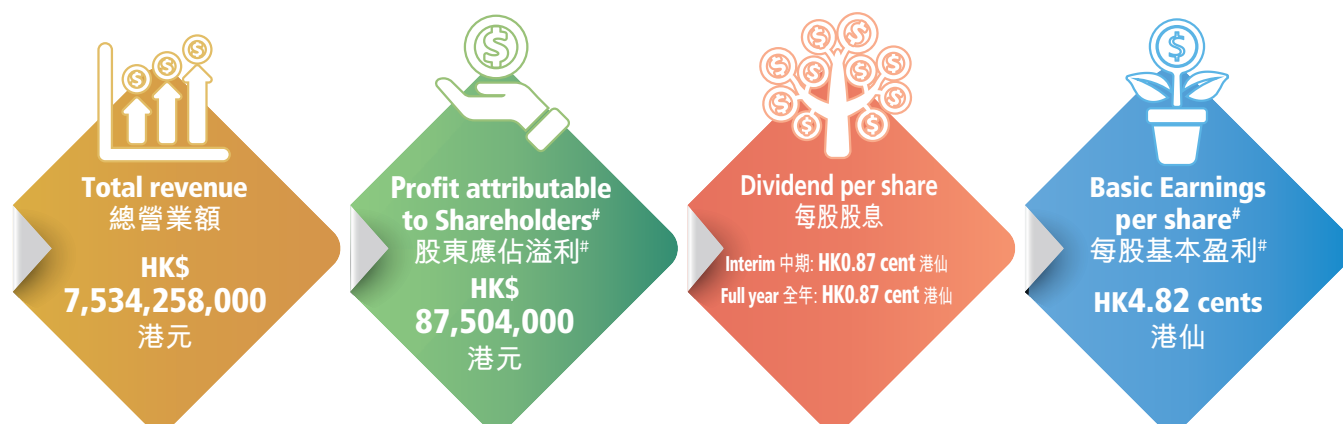 Total revenue
總營業額
HK$
7,534,258,000
港元
Profit attributable
to Shareholders#
股東應佔溢利#
HK$
87,504,000
港元
Dividend per share
每股股息
Interim 中期: HK0.87 cent 港仙
Full year 全年: HK0.87 cent 港仙
Basic Earnings
per share#
每股基本盈利#
HK4.82 cents
港仙